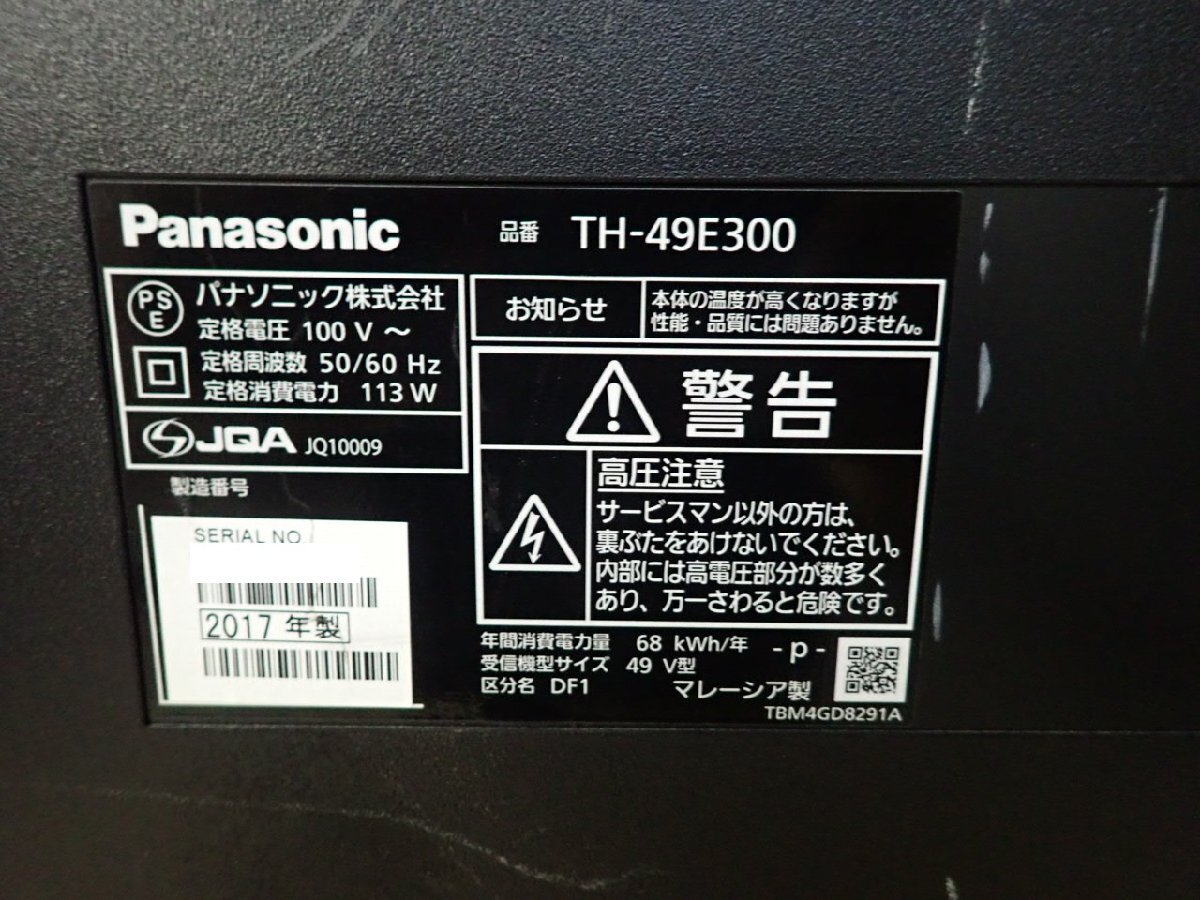 Panasonic
品番 TH-49E300
PS
E
パナソニック株式会社
定格電圧 100 V ～
定格周波数 50/60 Hz
定格消費電力 113 W
JQA JQ10009
製造番号
SERIAL NO.
2017 年製
お知らせ
本体の温度が高くなりますが
性能・品質には問題ありません。
警告
高圧注意
サービスマン以外の方は、
裏ぶたをあけないでください。
内部には高電圧部分が数多く
あり、万一さわると危険です。
年間消費電力量 68 kWh/年
受信機型サイズ 49 V型
区分名 DF1
- p -
マレーシア製
TBM4GD8291A